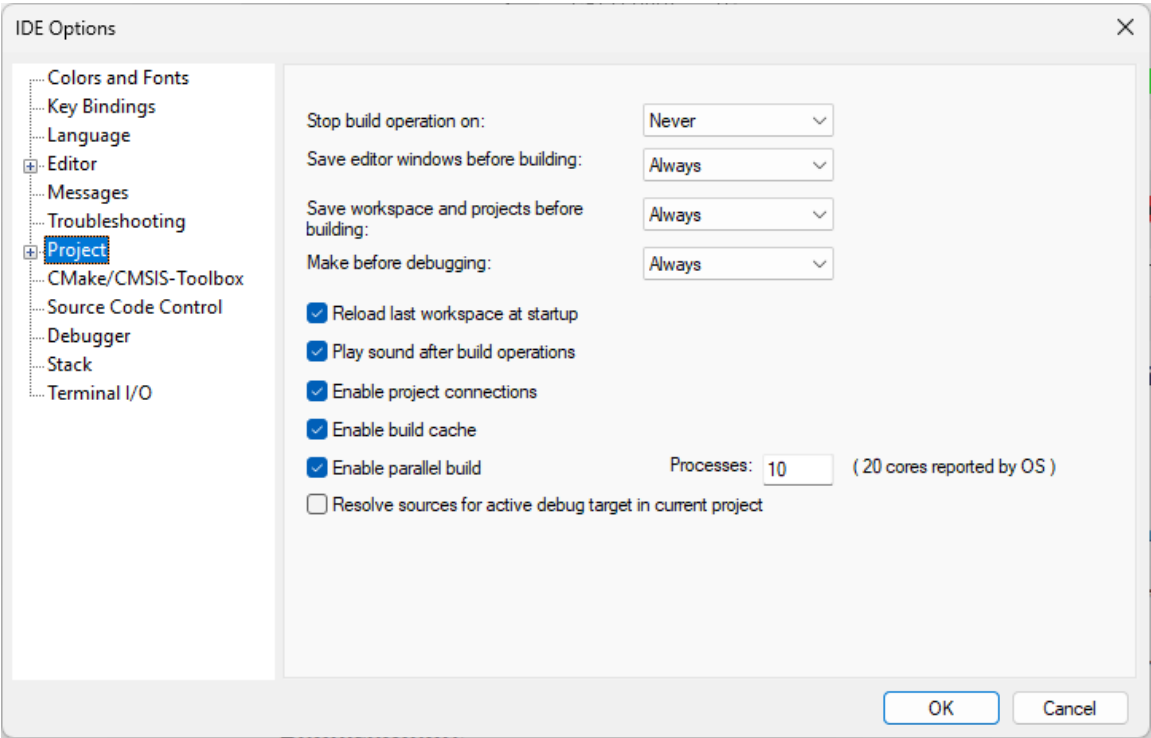 IDE Options
Colors and Fonts
Key Bindings
Language
Editor
Messages
Troubleshooting
Project
CMake/CMSIS-Toolbox
Source Code Control
Debugger
Stack
Terminal I/O
Stop build operation on: Never
Save editor windows before building: Always
Save workspace and projects before
building: Always
Make before debugging: Always
Reload last workspace at startup
Play sound after build operations
Enable project connections
Enable build cache
Enable parallel build Processes: 10 ( 20 cores reported by OS )
Resolve sources for active debug target in current project
OK Cancel